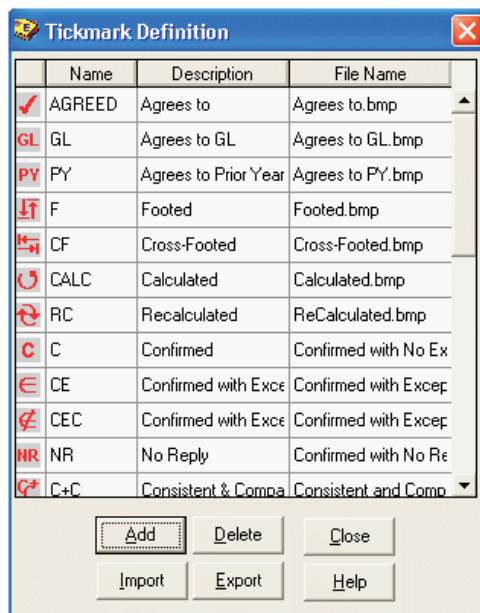 Tickmark Definition
Name Description File Name
AGREED Agrees to Agrees to.bmp
GL GL Agrees to GL Agrees to GL.bmp
PY PY Agrees to Prior Year Agrees to PY.bmp
F Footed Footed.bmp
CF Cross-Footed Cross-Footed.bmp
CALC Calculated Calculated.bmp
RC Recalculated ReCalculated.bmp
C C Confirmed Confirmed with No Ex
∈ CE Confirmed with Exce Confirmed with Excep
∉ CEC Confirmed with Exce Confirmed with Excep
NR NR No Reply Confirmed with No Re
C+C Consistent & Compa Consistent and Comp
Add Delete Close
Import Export Help